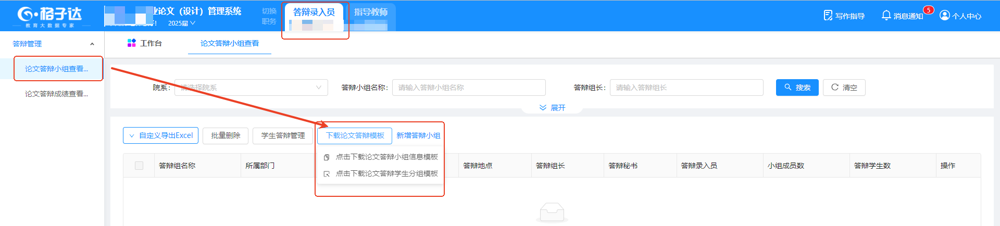 格子达
教育大数据专家
业论文（设计）管理系统
2025届
切换
职务
答辩录入员
指导教师
写作指导
消息通知
5
个人中心
答辩管理
论文答辩小组查看...
论文答辩成绩查看...
工作台
论文答辩小组查看
院系：
请选择院系
答辩小组名称：
请输入答辩小组名称
答辩组长：
请输入答辩组长
搜索
清空
展开
自定义导出Excel
批量删除
学生答辩管理
下载论文答辩模板
新增答辩小组
点击下载论文答辩小组信息模板
点击下载论文答辩学生分组模板
答辩组名称
所属部门
答辩地点
答辩组长
答辩秘书
答辩录入员
小组成员数
答辩学生数
操作